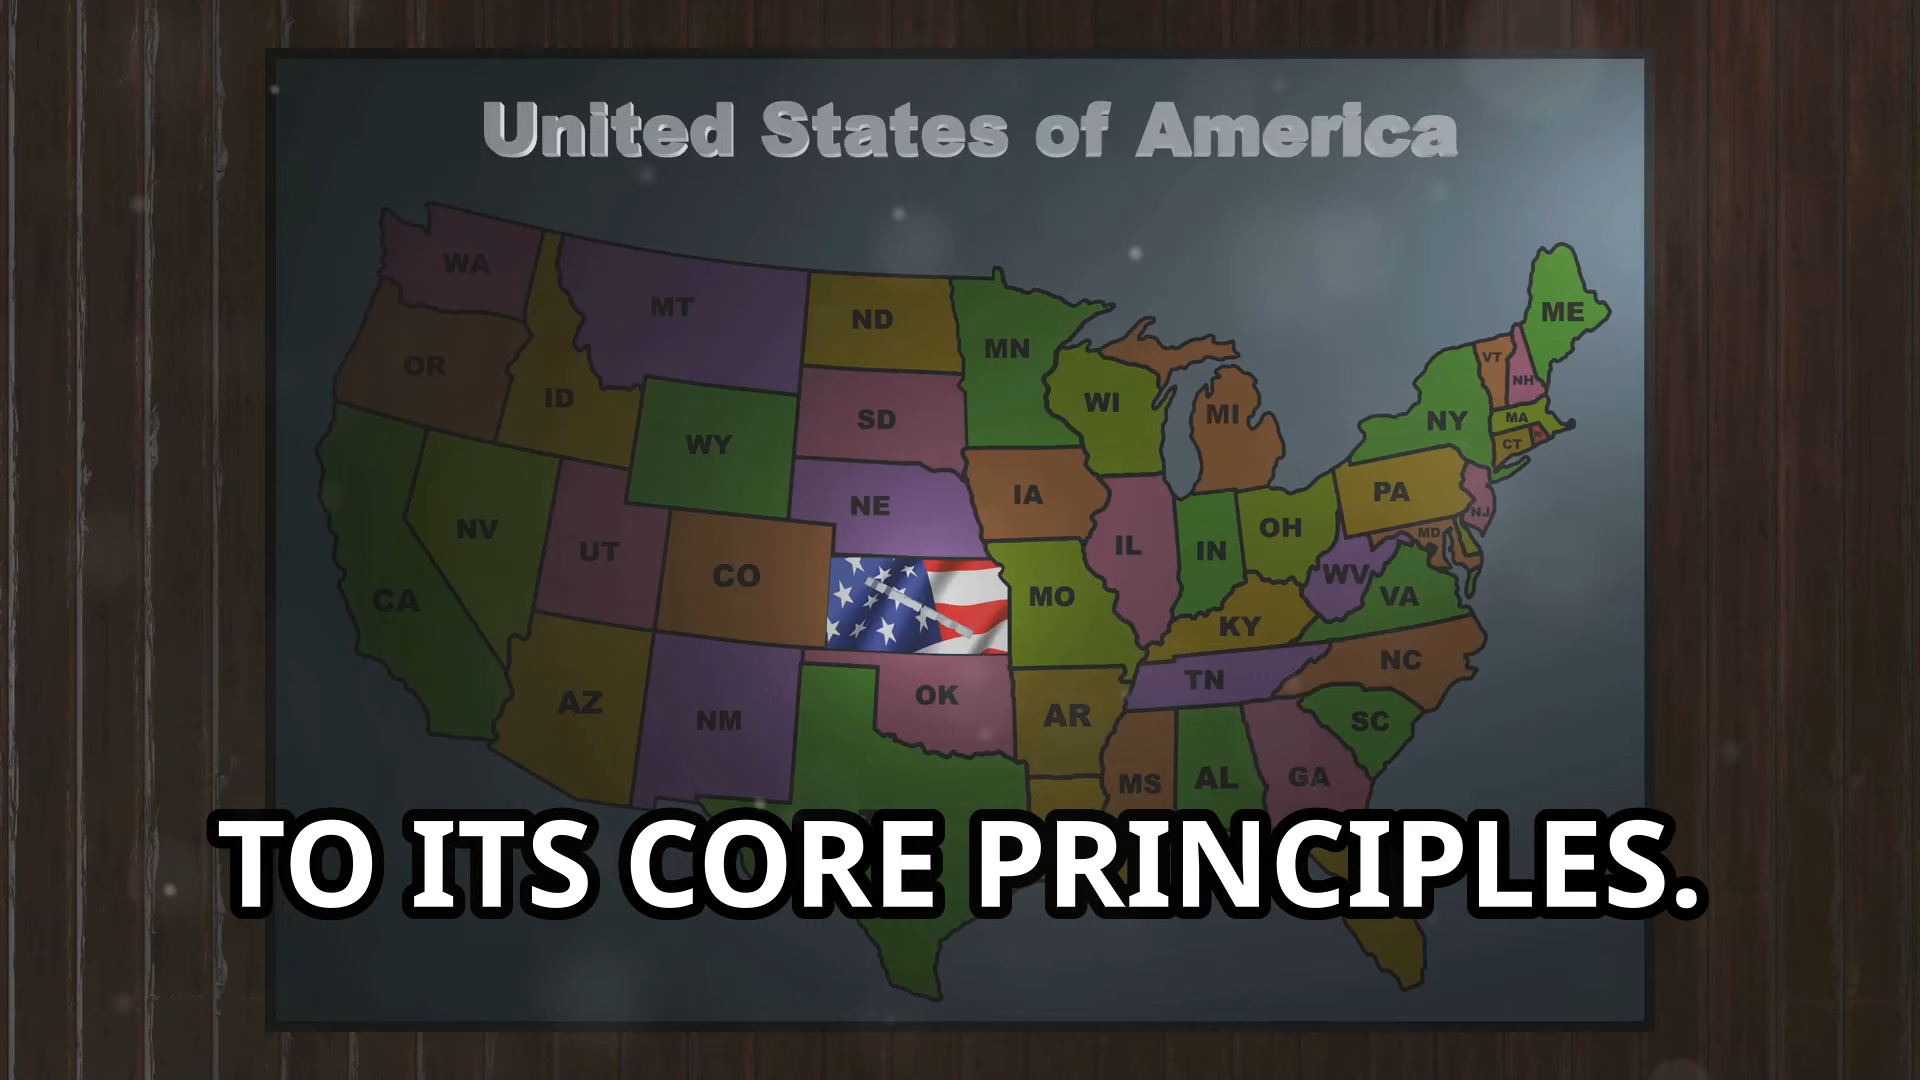 United States of America
WA
MT
ND
MN
ME
OR
ID
SD
WI
MI
VT
NH
WY
NY
MA
CT
NE
IA
PA
NJ
NV
UT
CO
IL
IN
OH
MD
WV
VA
CA
MO
KY
NC
AZ
NM
OK
AR
TN
SC
MS
AL
GA
TO ITS CORE PRINCIPLES.